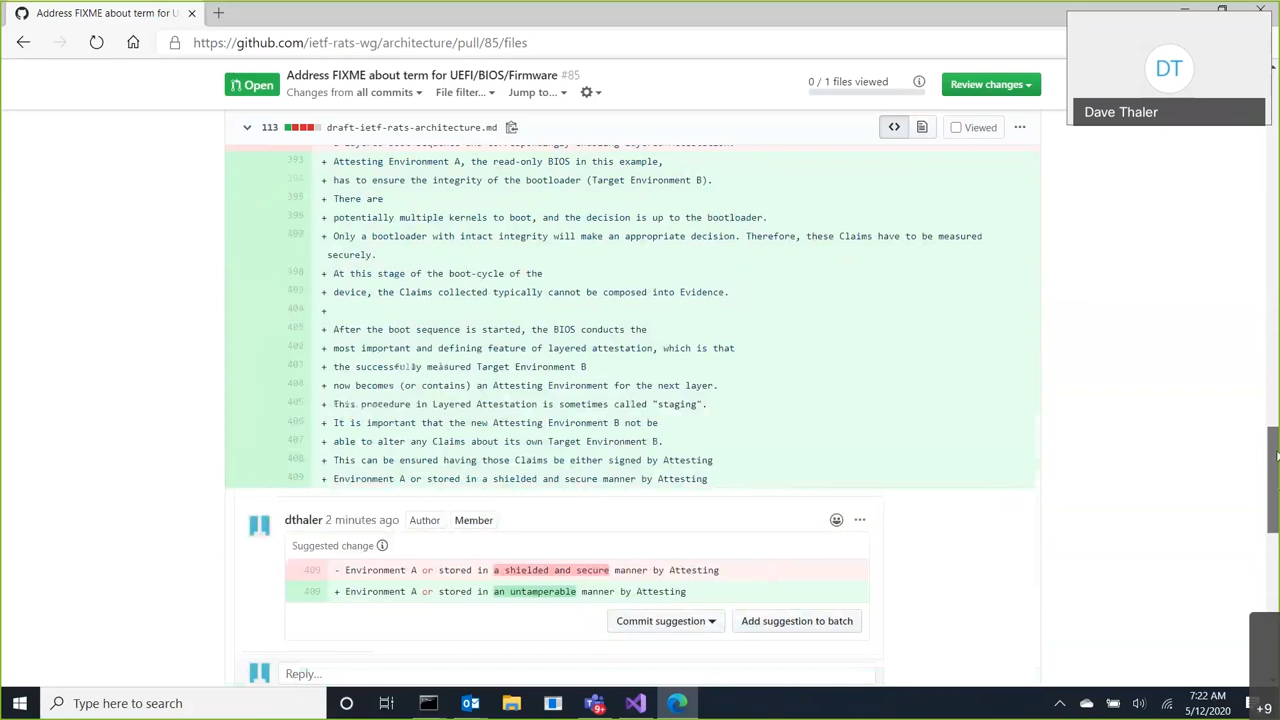 Address FIXME about term for U
https://github.com/ietf-rats-wg/architecture/pull/85/files
DT
Dave Thaler
Open
Address FIXME about term for UEFI/BIOS/Firmware #85
Changes from all commits File filter... Jump to...
0 / 1 files viewed
Review changes
113 draft-ietf-rats-architecture.md
Viewed
393 + Attesting Environment A, the read-only BIOS in this example,
394 + has to ensure the integrity of the bootloader (Target Environment B).
395 + There are
396 + potentially multiple kernels to boot, and the decision is up to the bootloader.
+ Only a bootloader with intact integrity will make an appropriate decision. Therefore, these Claims have to be measured
securely.
+ At this stage of the boot-cycle of the
+ device, the Claims collected typically cannot be composed into Evidence.
+
+ After the boot sequence is started, the BIOS conducts the
402 + most important and defining feature of layered attestation, which is that
+ the successfully measured Target Environment B
404 + now becomes (or contains) an Attesting Environment for the next layer.
405 + This procedure in Layered Attestation is sometimes called "staging".
406 + It is important that the new Attesting Environment B not be
407 + able to alter any Claims about its own Target Environment B.
408 + This can be ensured having those Claims be either signed by Attesting
409 + Environment A or stored in a shielded and secure manner by Attesting
dthaler 2 minutes ago Author Member
Suggested change
409 - Environment A or stored in a shielded and secure manner by Attesting
409 + Environment A or stored in an untamperable manner by Attesting
Commit suggestion
Add suggestion to batch
Reply...
Type here to search
7:22 AM
5/12/2020
+9